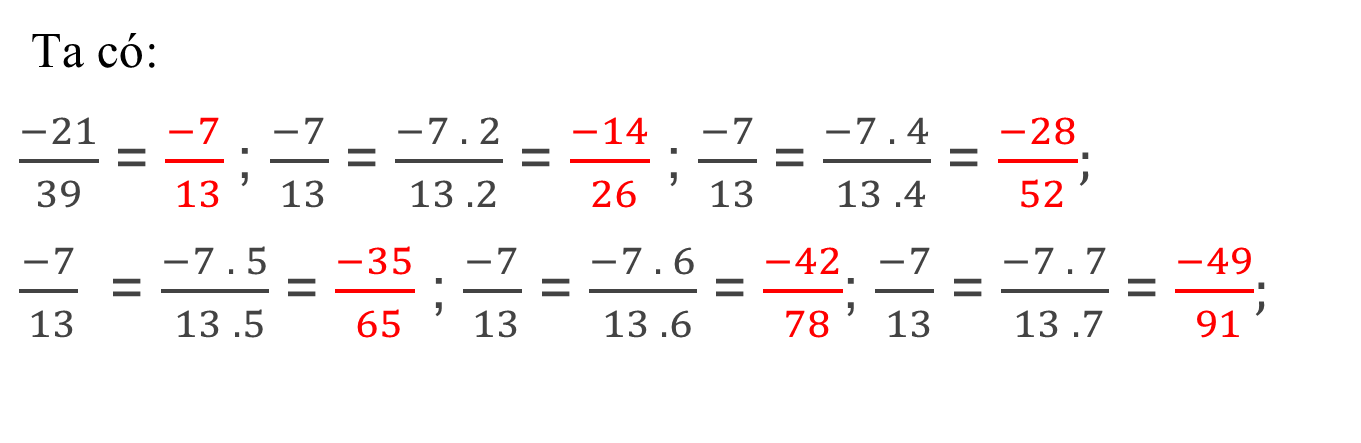 Ta có:
−21/39 = −7/13 ; −7/13 = −7 . 2/13 .2 = −14/26 ; −7/13 = −7 . 4/13 .4 = −28/52;
−7/13 = −7 . 5/13 .5 = −35/65 ; −7/13 = −7 . 6/13 .6 = −42/78; −7/13 = −7 . 7/13 .7 = −49/91;